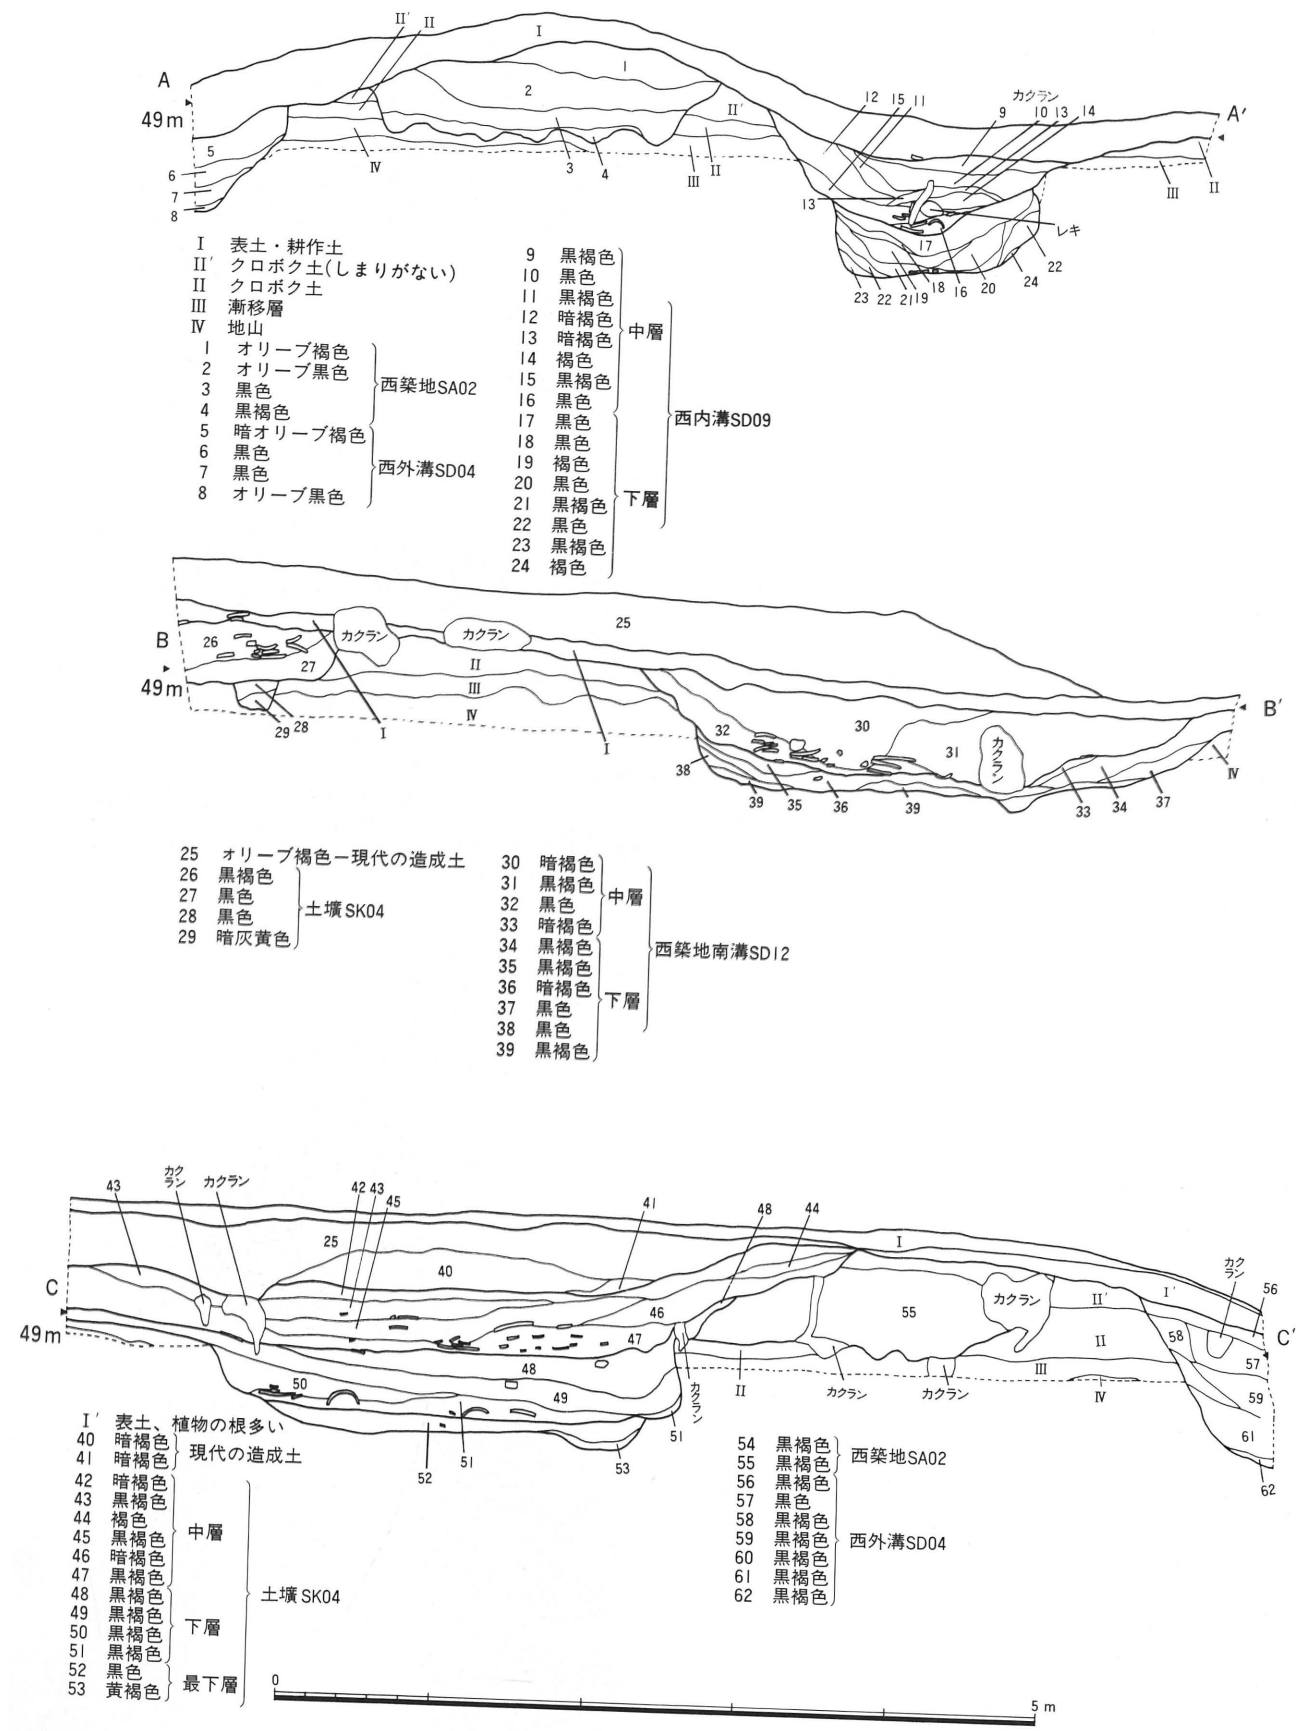 II′ II
I
A
1
2
49m
5
6
7
8
IV
3
4
III
II
II′
12 15 11
カクラン
9 10 13 14
A′
13
17
レキ
III
II
23 22 21 19 18 16 20 24
22
I 表土・耕作土
II′ クロボク土(しまりがない)
II クロボク土
III 漸移層
IV 地山
1 オリーブ褐色
2 オリーブ黒色
3 黒色
4 黒褐色
西築地SA02
5 暗オリーブ褐色
6 黒色
7 黒色
8 オリーブ黒色
西外溝SD04
9 黒褐色
10 黒色
11 黒褐色
12 暗褐色
13 暗褐色
14 褐色
15 黒褐色
16 黒色
中層
17 黒色
18 黒色
19 褐色
20 黒色
21 黒褐色
22 黒色
23 黒褐色
24 褐色
下層
西内溝SD09
B
26
27
カクラン
カクラン
25
49m
II
III
IV
29 28
I
I
32
30
31
カクラン
B′
38
39
35
36
39
33
34
37
IV
25 オリーブ褐色ー現代の造成土
26 黒褐色
27 黒色
28 黒色
29 暗灰黄色
土壙SK04
30 暗褐色
31 黒褐色
32 黒色
33 暗褐色
中層
34 黒褐色
35 黒褐色
36 暗褐色
37 黒色
38 黒色
39 黒褐色
下層
西築地南溝SD12
43
カク
ラン
カクラン
42 43
45
41
48
44
25
40
I
カク
ラン
56
C
49m
46
47
55
カクラン
I′
II′
II
58
57
C′
48
50
49
カクラン
II
カクラン
カクラン
III
IV
59
61
62
51
53
51
52
I′ 表土、植物の根多い
40 暗褐色
41 暗褐色
現代の造成土
42 暗褐色
43 黒褐色
44 褐色
45 黒褐色
46 暗褐色
47 黒褐色
中層
48 黒褐色
49 黒褐色
50 黒褐色
51 黒褐色
下層
52 黒色
53 黄褐色
最下層
土壙SK04
54 黒褐色
55 黒褐色
西築地SA02
56 黒褐色
57 黒色
58 黒褐色
59 黒褐色
60 黒褐色
61 黒褐色
62 黒褐色
西外溝SD04
0
5 m